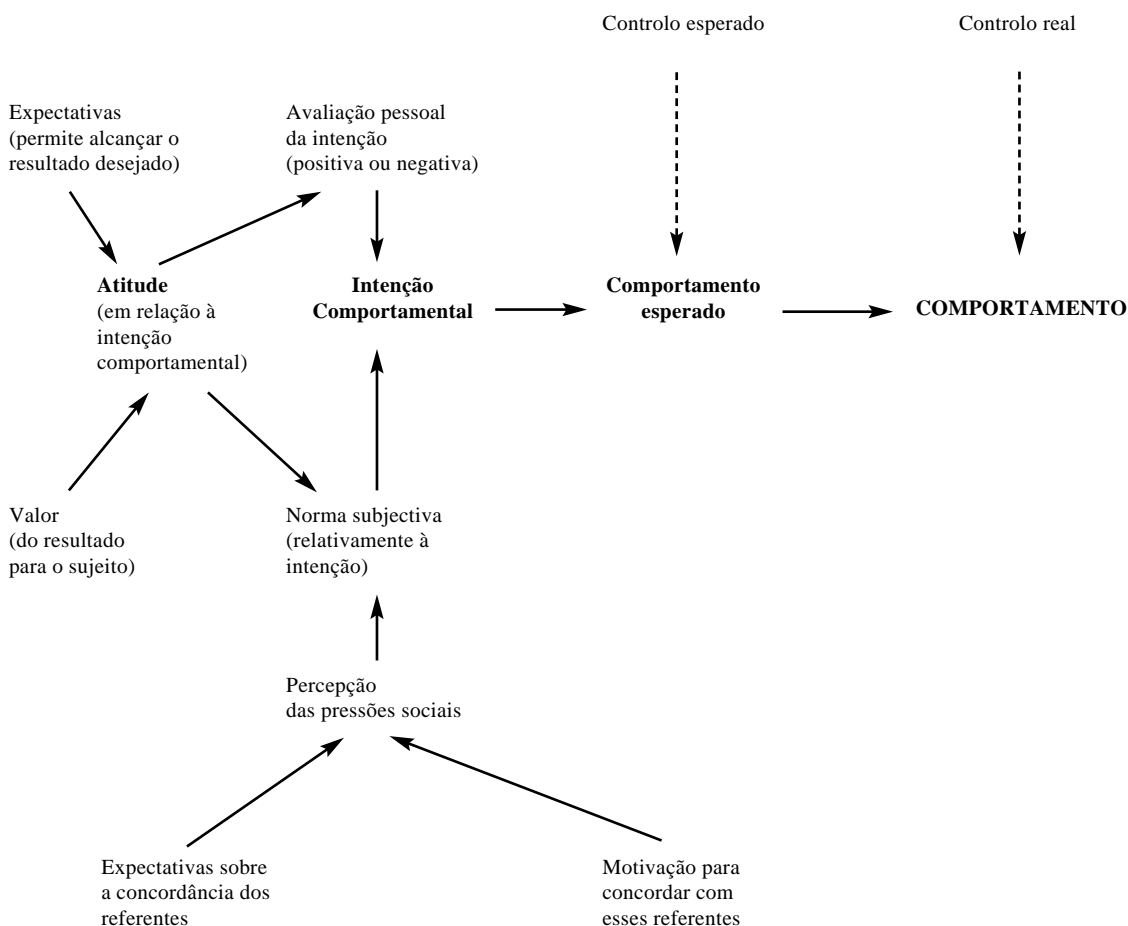 Controlo esperado
Controlo real
Expectativas
(permite alcançar o
resultado desejado)
Avaliação pessoal
da intenção
(positiva ou negativa)
Atitude
(em relação à
intenção
comportamental)
Intenção
Comportamental
Comportamento
esperado
COMPORTAMENTO
Valor
(do resultado
para o sujeito)
Norma subjectiva
(relativamente à
intenção)
Percepção
das pressões sociais
Expectativas sobre
a concordância dos
referentes
Motivação para
concordar com
esses referentes